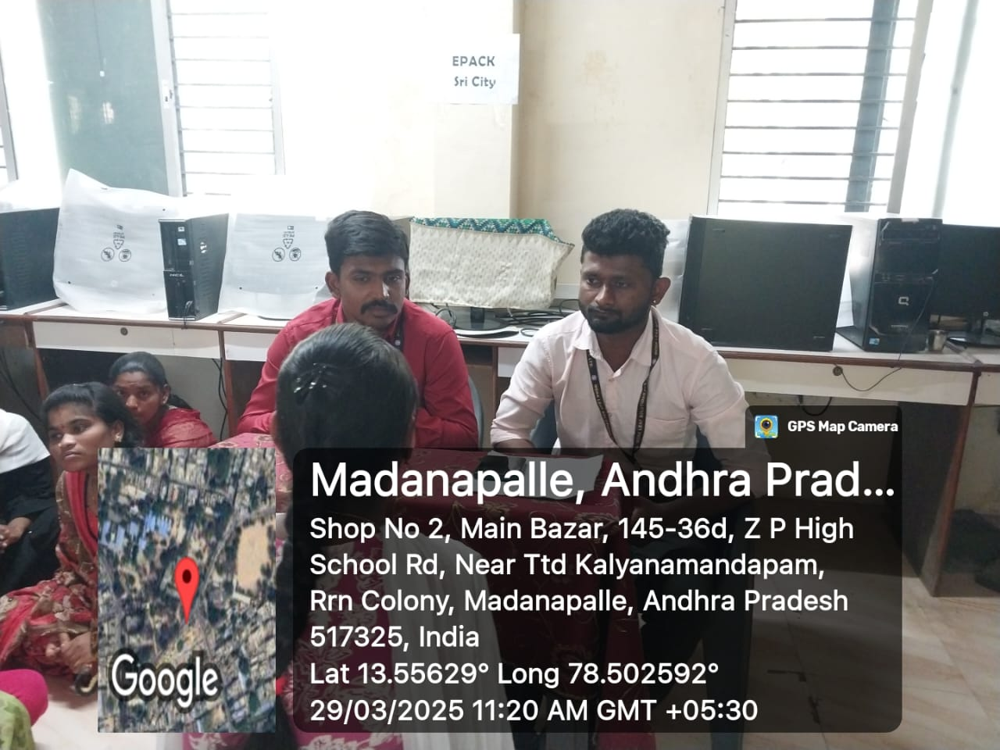 EPACK
Sri City
HCL
GPS Map Camera
Madanapalle, Andhra Prad...
Shop No 2, Main Bazar, 145-36d, Z P High
School Rd, Near Ttd Kalyanamandapam,
Rrn Colony, Madanapalle, Andhra Pradesh
517325, India
Lat 13.55629° Long 78.502592°
29/03/2025 11:20 AM GMT +05:30
Google